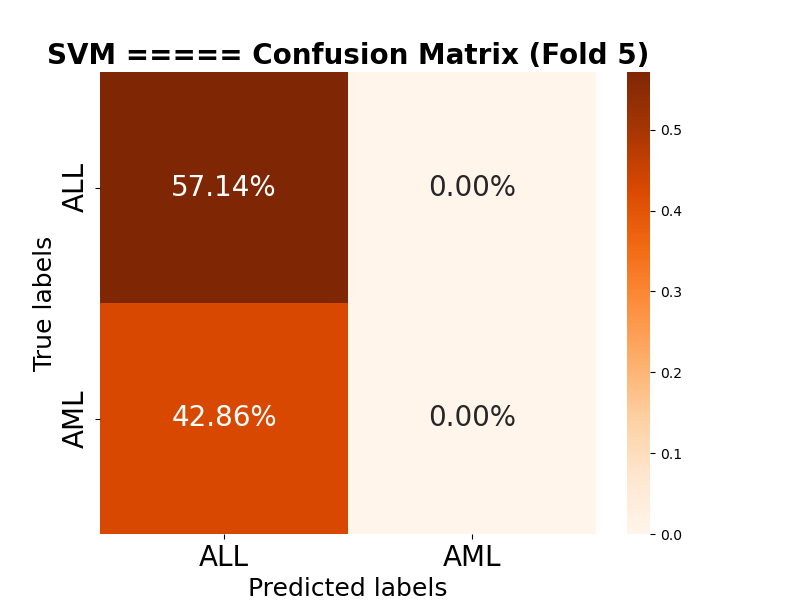 SVM ===== Confusion Matrix (Fold 5)
True labels
ALL
57.14%
0.00%
AML
42.86%
0.00%
ALL
AML
Predicted labels
0.5
0.4
0.3
0.2
0.1
0.0